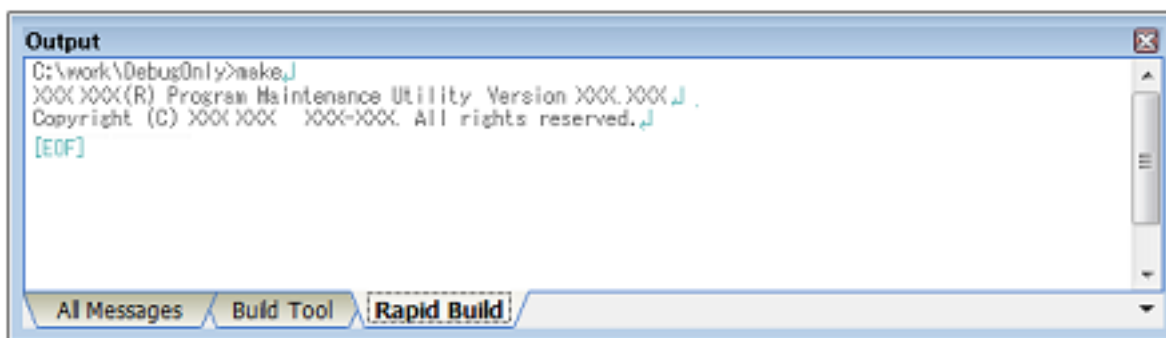 Output
C:\work\DebugOnly>make↲
XXX XXX(R) Program Maintenance Utility Version XXX.XXX↲
Copyright (C) XXX XXX XXX-XXX. All rights reserved.↲
[EOF]
All Messages Build Tool Rapid Build